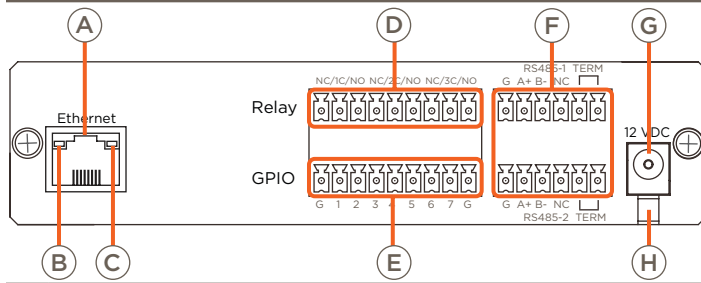 A D F G
RS485-1 TERM
NC/1C/NO NC/2C/NO NC/3C/NO G A+ B- NC
Relay
Ethernet
12 VDC
GPIO
G 1 2 3 4 5 6 7 G G A+ B- NC
RS485-2 TERM
B C E H